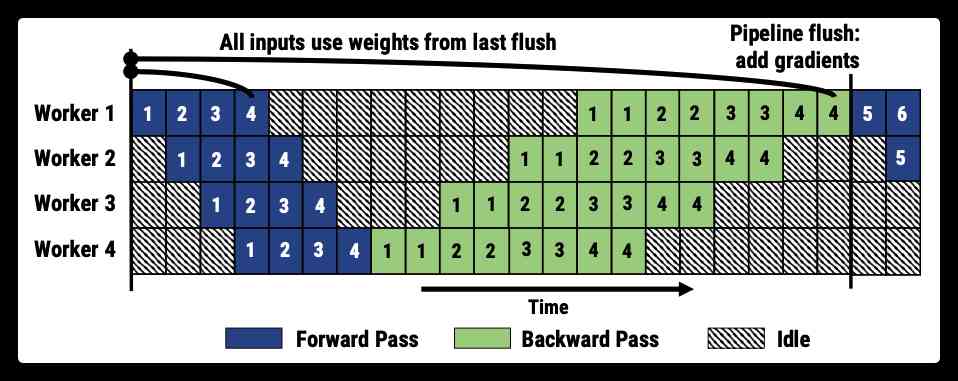 All inputs use weights from last flush
Pipeline flush:
add gradients
Worker 1 1 2 3 4 1 1 2 2 3 3 4 4 5 6
Worker 2 1 2 3 4 1 1 2 2 3 3 4 4 5
Worker 3 1 2 3 4 1 1 2 2 3 3 4 4
Worker 4 1 2 3 4 1 1 2 2 3 3 4 4
Time
Forward Pass Backward Pass Idle